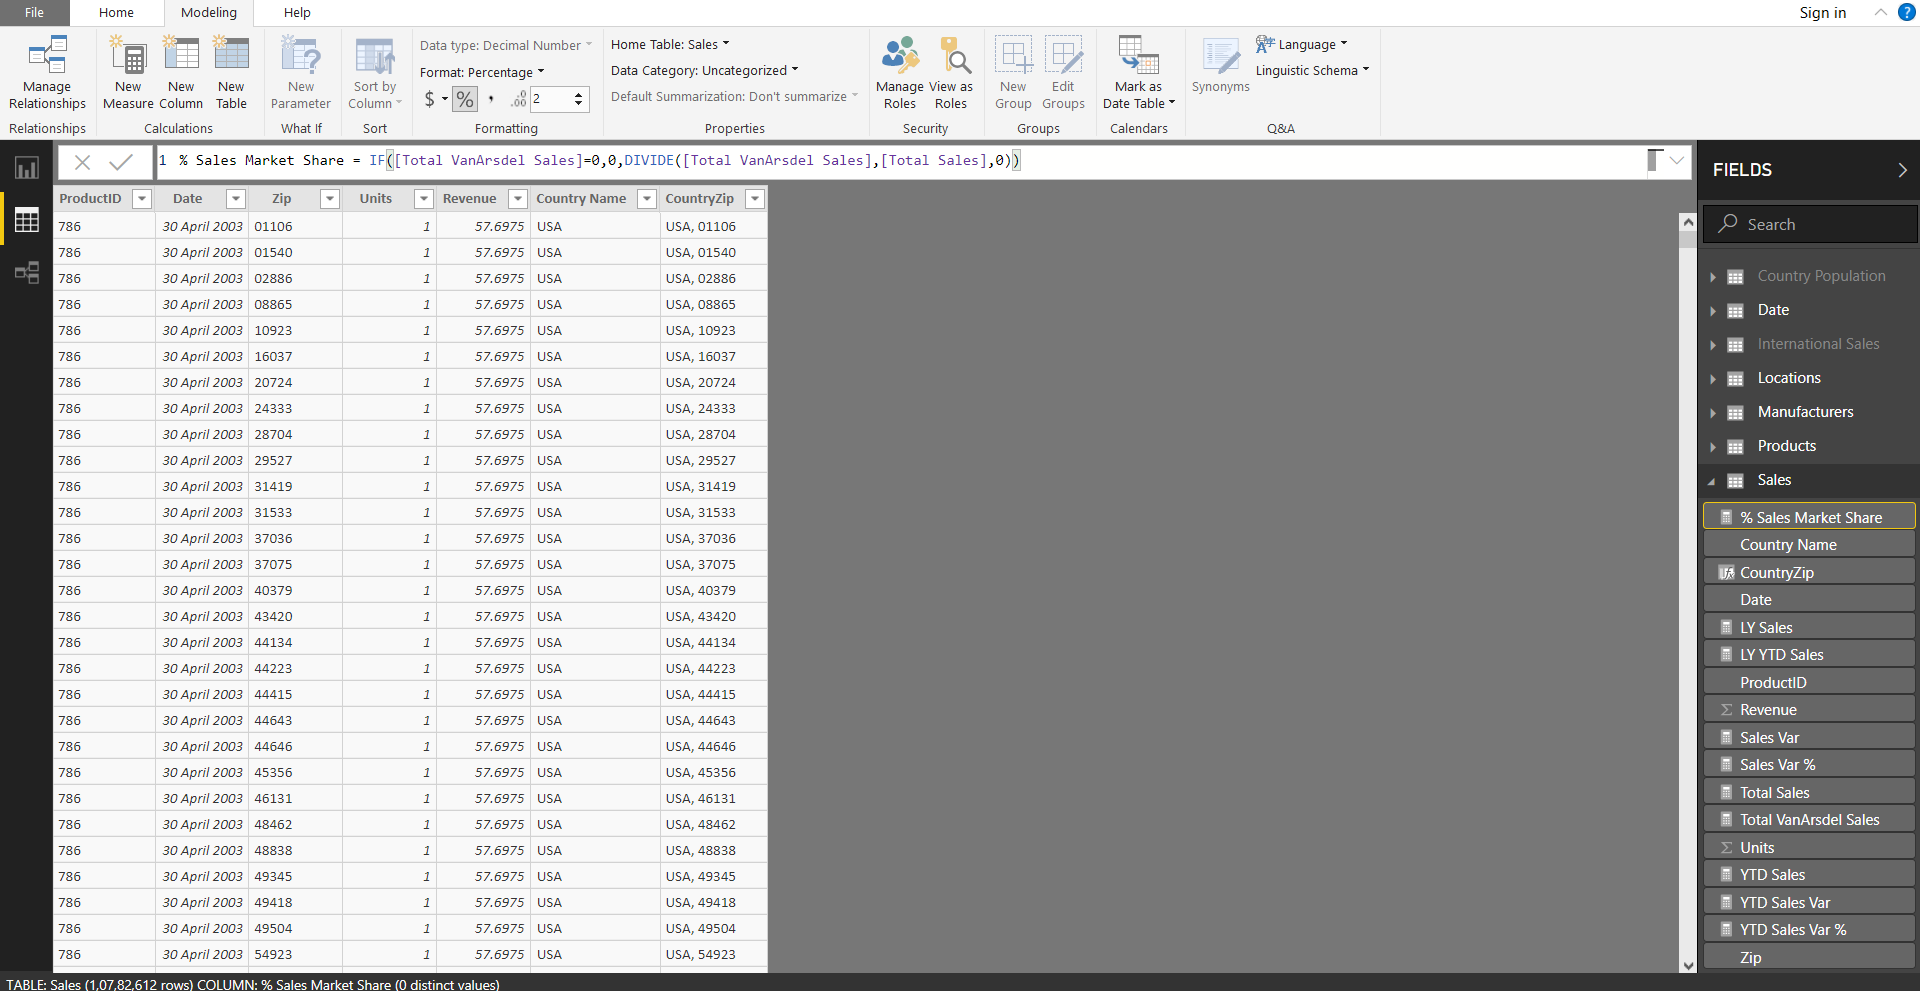 File Home Modeling Help Sign in
Manage Relationships
Relationships
New Measure New Column New Table
Calculations
New Parameter
What If
Sort by Column
Sort
Data type: Decimal Number
Format: Percentage
$ % , .00 2
Formatting
Home Table: Sales
Data Category: Uncategorized
Default Summarization: Don't summarize
Properties
Manage Roles View as Roles
Security
New Group Edit Groups
Groups
Mark as Date Table
Calendars
Synonyms
Language
Linguistic Schema
Q&A
1 % Sales Market Share = IF([Total VanArsdel Sales]=0,0,DIVIDE([Total VanArsdel Sales],[Total Sales],0))
ProductID Date Zip Units Revenue Country Name CountryZip
786 30 April 2003 01106 1 57.6975 USA USA, 01106
786 30 April 2003 01540 1 57.6975 USA USA, 01540
786 30 April 2003 02886 1 57.6975 USA USA, 02886
786 30 April 2003 08865 1 57.6975 USA USA, 08865
786 30 April 2003 10923 1 57.6975 USA USA, 10923
786 30 April 2003 16037 1 57.6975 USA USA, 16037
786 30 April 2003 20724 1 57.6975 USA USA, 20724
786 30 April 2003 24333 1 57.6975 USA USA, 24333
786 30 April 2003 28704 1 57.6975 USA USA, 28704
786 30 April 2003 29527 1 57.6975 USA USA, 29527
786 30 April 2003 31419 1 57.6975 USA USA, 31419
786 30 April 2003 31533 1 57.6975 USA USA, 31533
786 30 April 2003 37036 1 57.6975 USA USA, 37036
786 30 April 2003 37075 1 57.6975 USA USA, 37075
786 30 April 2003 40379 1 57.6975 USA USA, 40379
786 30 April 2003 43420 1 57.6975 USA USA, 43420
786 30 April 2003 44134 1 57.6975 USA USA, 44134
786 30 April 2003 44223 1 57.6975 USA USA, 44223
786 30 April 2003 44415 1 57.6975 USA USA, 44415
786 30 April 2003 44643 1 57.6975 USA USA, 44643
786 30 April 2003 44646 1 57.6975 USA USA, 44646
786 30 April 2003 45356 1 57.6975 USA USA, 45356
786 30 April 2003 46131 1 57.6975 USA USA, 46131
786 30 April 2003 48462 1 57.6975 USA USA, 48462
786 30 April 2003 48838 1 57.6975 USA USA, 48838
786 30 April 2003 49345 1 57.6975 USA USA, 49345
786 30 April 2003 49418 1 57.6975 USA USA, 49418
786 30 April 2003 49504 1 57.6975 USA USA, 49504
786 30 April 2003 54923 1 57.6975 USA USA, 54923
FIELDS
Search
Country Population
Date
International Sales
Locations
Manufacturers
Products
Sales
% Sales Market Share
Country Name
CountryZip
Date
LY Sales
LY YTD Sales
ProductID
Σ Revenue
Sales Var
Sales Var %
Total Sales
Total VanArsdel Sales
Σ Units
YTD Sales
YTD Sales Var
YTD Sales Var %
Zip
TABLE: Sales (1,07,82,612 rows) COLUMN: % Sales Market Share (0 distinct values)